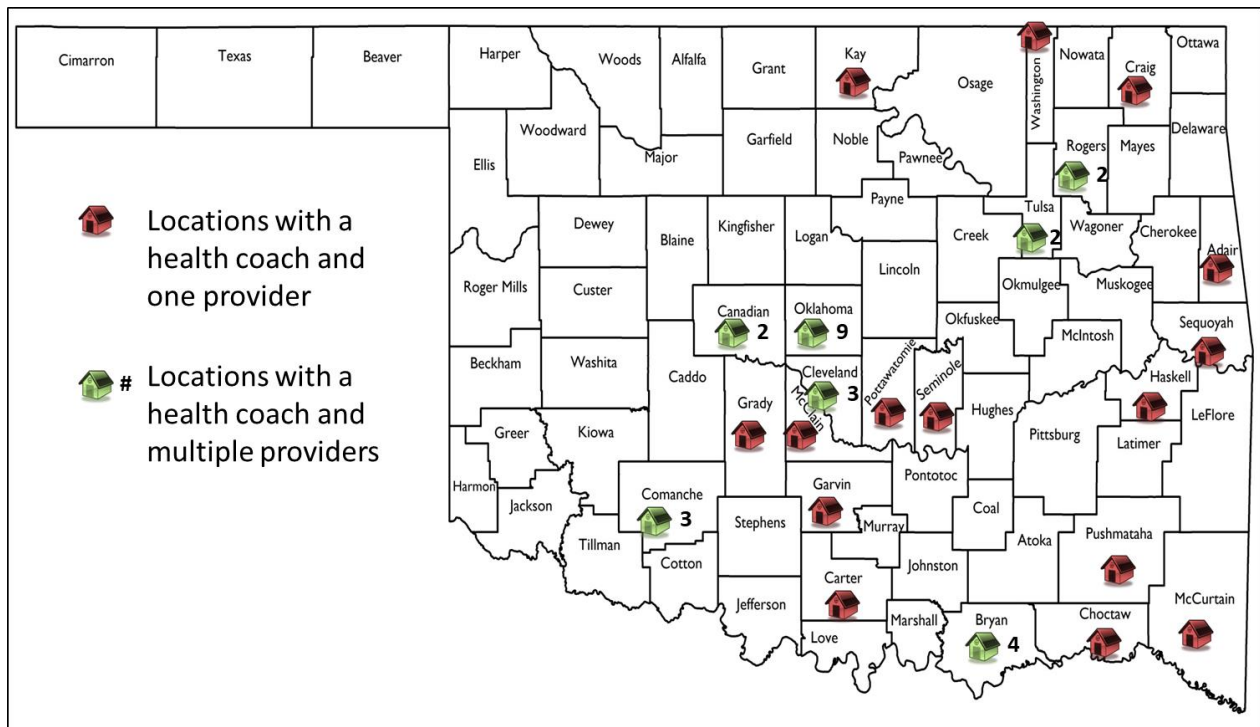 Cimarron
Texas
Beaver
Harper
Woods
Alfalfa
Grant
Kay
Osage
Washington
Nowata
Craig
Ottawa
Ellis
Woodward
Major
Garfield
Noble
Pawnee
Rogers
2
Mayes
Delaware
Locations with a
health coach and
one provider
Dewey
Blaine
Kingfisher
Logan
Payne
Creek
Tulsa
2
Wagoner
Cherokee
Adair
Roger Mills
Custer
Canadian
2
Oklahoma
9
Lincoln
Okfuskee
Okmulgee
Muskogee
McIntosh
Sequoyah
# Locations with a
health coach and
multiple providers
Beckham
Washita
Caddo
Grady
McClain
Cleveland
3
Pottawatomie
Seminole
Hughes
Pittsburg
Haskell
Latimer
LeFlore
Greer
Kiowa
Harmon
Jackson
Comanche
3
Stephens
Garvin
Murray
Pontotoc
Coal
Atoka
Pushmataha
Tillman
Cotton
Jefferson
Carter
Love
Johnston
Marshall
Bryan
4
Choctaw
McCurtain